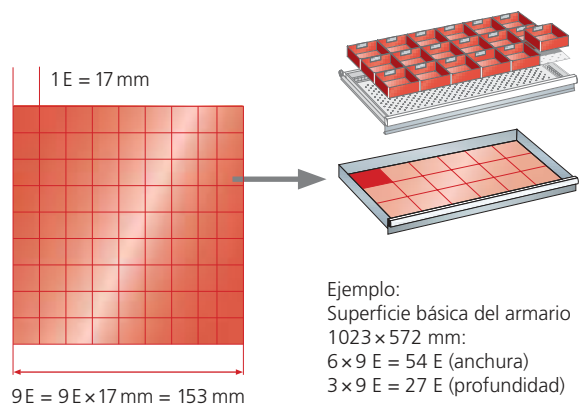 1 E = 17 mm
9 E = 9 E × 17 mm = 153 mm
Ejemplo:
Superficie básica del armario
1023 × 572 mm:
6 × 9 E = 54 E (anchura)
3 × 9 E = 27 E (profundidad)